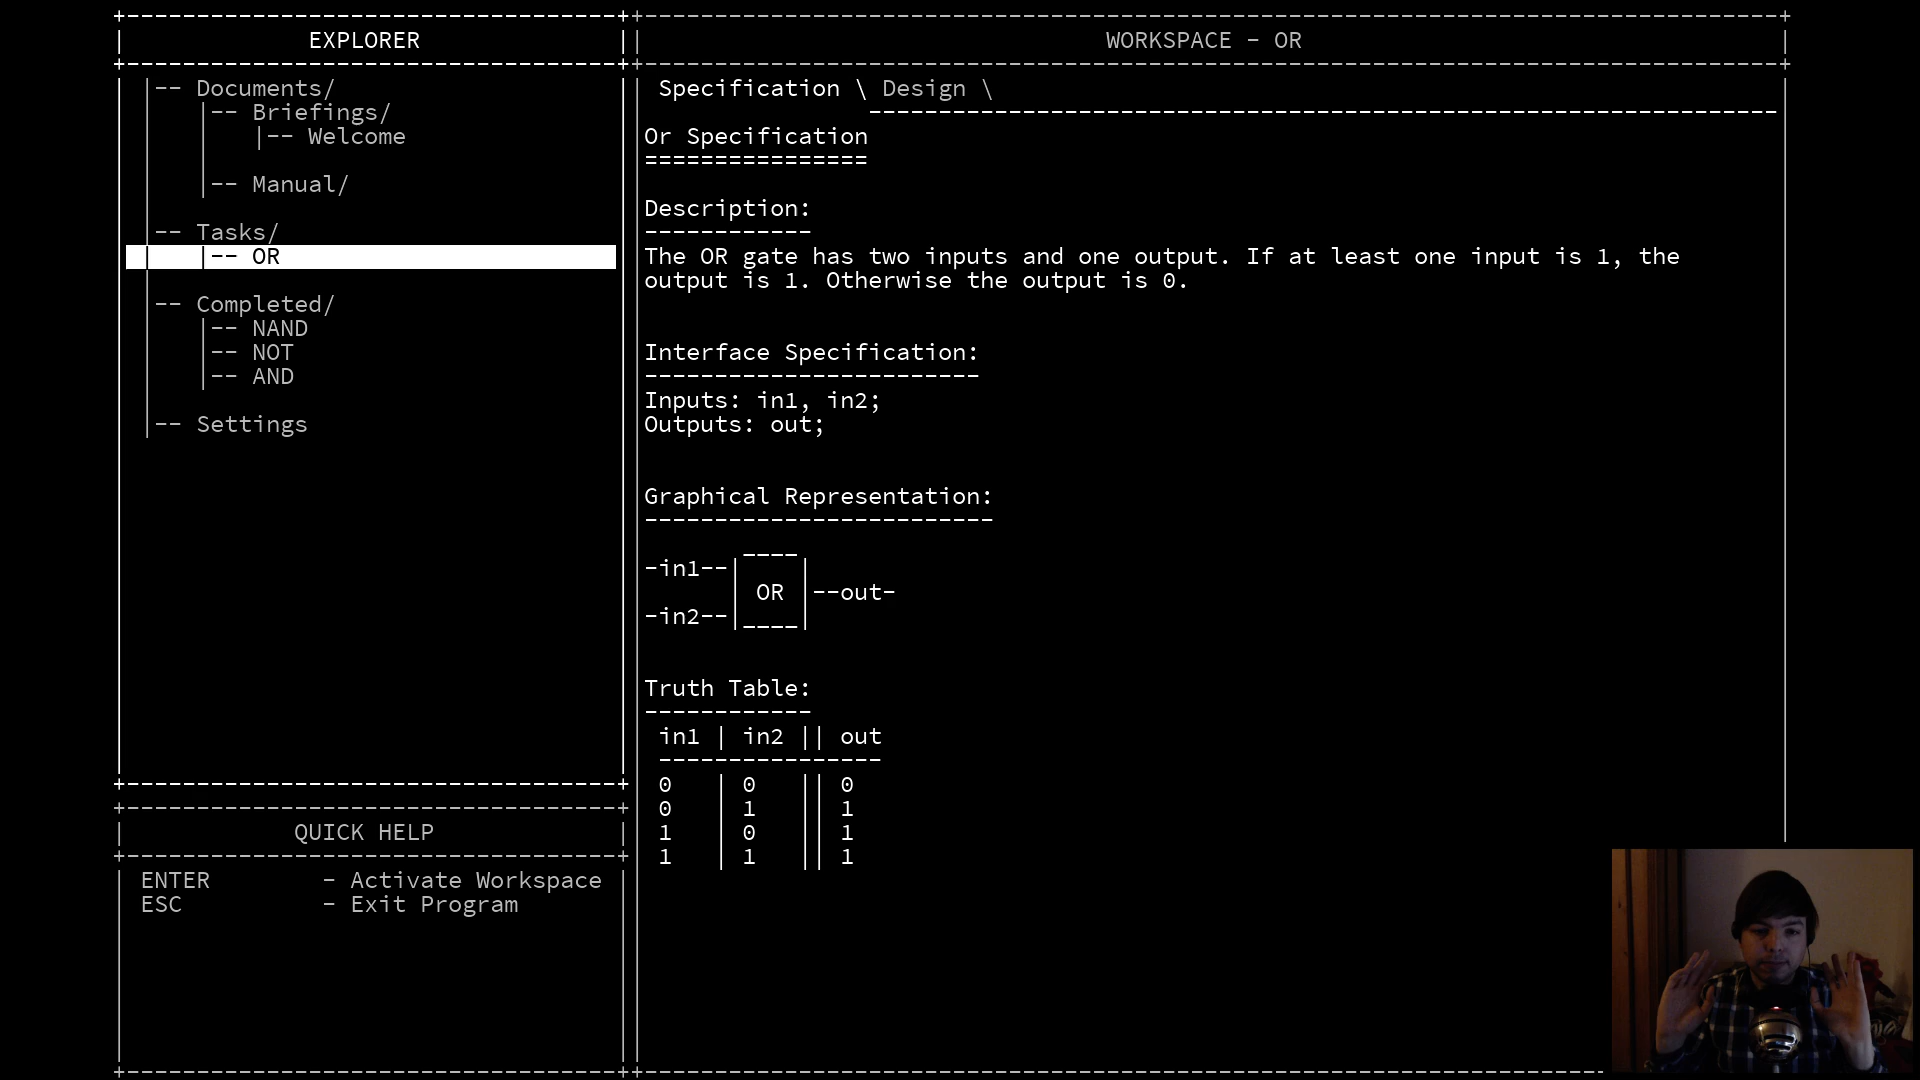 EXPLORER
|-- Documents/
|-- Briefings/
|-- Welcome
|-- Manual/
|-- Tasks/
|-- OR
|-- Completed/
|-- NAND
|-- NOT
|-- AND
|-- Settings
QUICK HELP
ENTER - Activate Workspace
ESC - Exit Program
WORKSPACE - OR
Specification \ Design \
Or Specification
================
Description:
------------
The OR gate has two inputs and one output. If at least one input is 1, the
output is 1. Otherwise the output is 0.
Interface Specification:
------------------------
Inputs: in1, in2;
Outputs: out;
Graphical Representation:
-------------------------
-in1--
OR --out-
-in2--
Truth Table:
------------
in1 | in2 || out
----------------
0 | 0 || 0
0 | 1 || 1
1 | 0 || 1
1 | 1 || 1